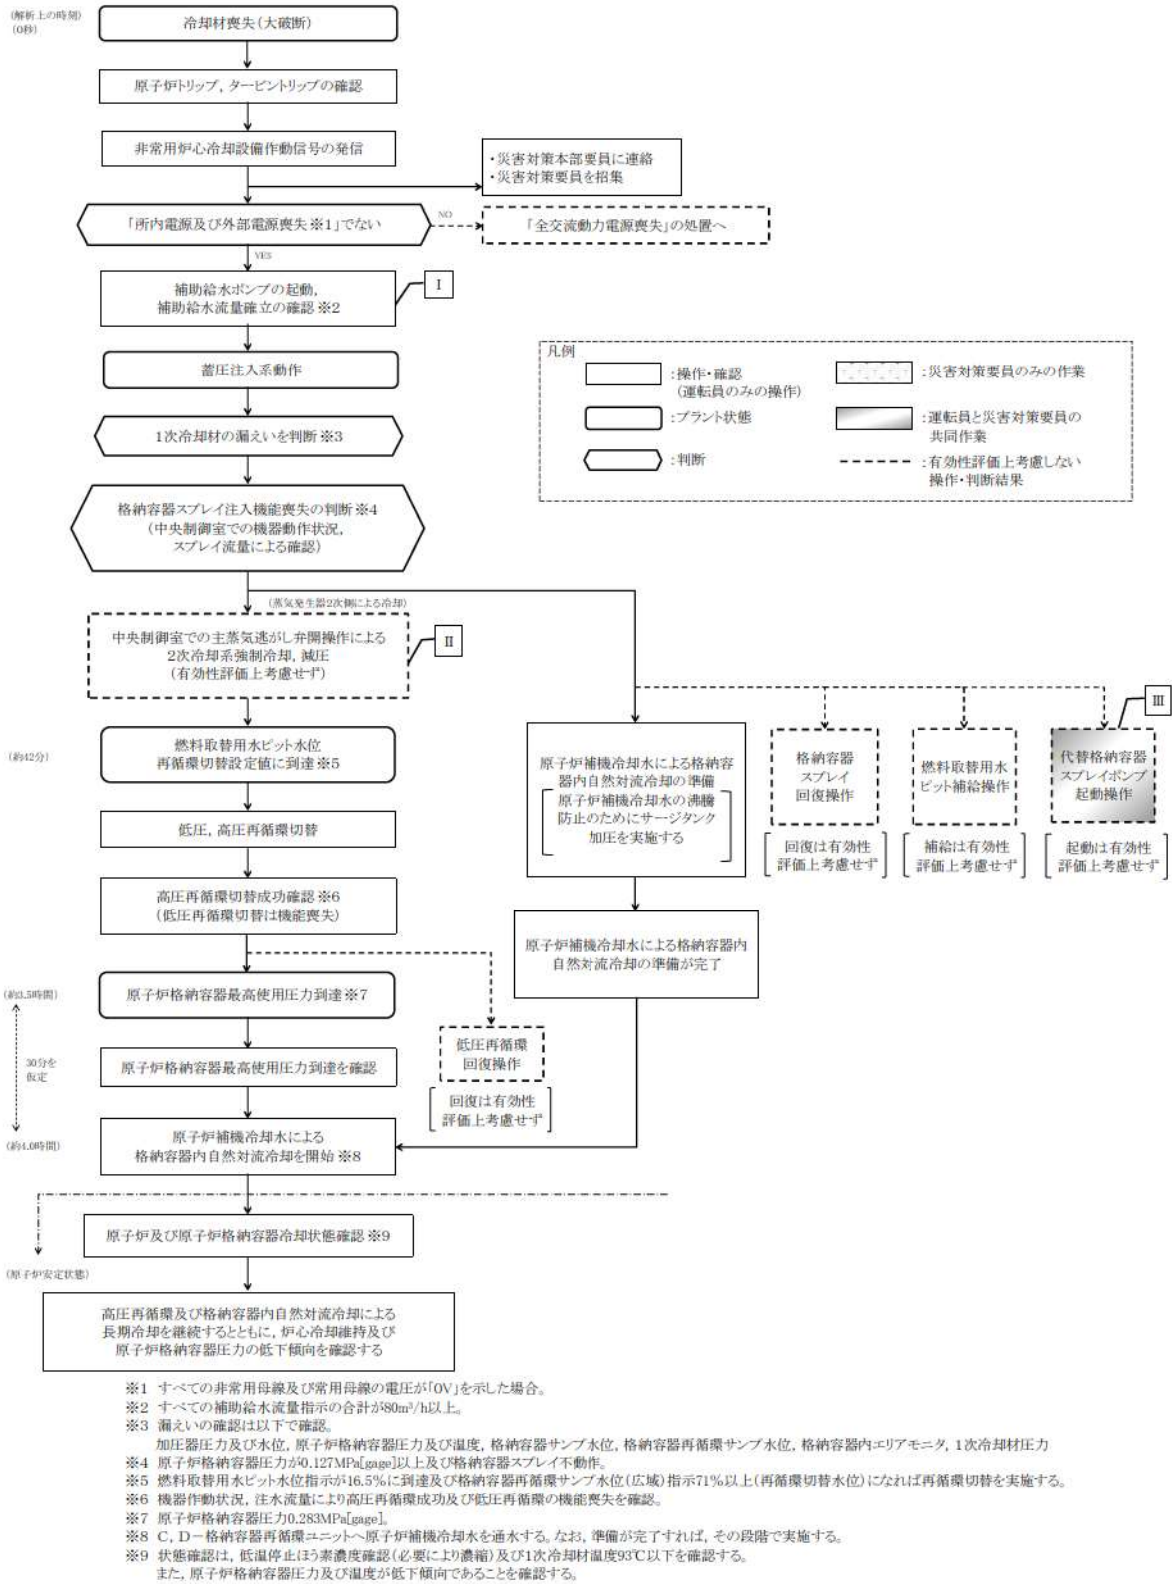 (解析上の時刻)
(0秒)
冷却材喪失(大破断)
原子炉トリップ，タービントリップの確認
非常用炉心冷却設備作動信号の発信
・災害対策本部要員に連絡
・災害対策要員を招集
「所内電源及び外部電源喪失※1」でない
NO
「全交流動力電源喪失」の処置へ
YES
補助給水ポンプの起動，
補助給水流量確立の確認※2
I
蓄圧注入系動作
1次冷却材の漏えいを判断※3
格納容器スプレイ注入機能喪失の判断※4
(中央制御室での機器動作状況，
スプレイ流量による確認)
凡例
:操作・確認
(運転員のみの操作)
:災害対策要員のみの作業
:プラント状態
:運転員と災害対策要員の
共同作業
:判断
:有効性評価上考慮しない
操作・判断結果
(蒸気発生器2次側による冷却)
中央制御室での主蒸気逃がし弁開操作による
2次冷却系強制冷却，減圧
(有効性評価上考慮せず)
II
III
(約42分)
燃料取替用水ピット水位
再循環切替設定値に到達※5
原子炉補機冷却水による格納容
器内自然対流冷却の準備
原子炉補機冷却水の沸騰
防止のためにサージタンク
加圧を実施する
格納容器
スプレイ
回復操作
回復は有効性
評価上考慮せず
燃料取替用水
ピット補給操作
補給は有効性
評価上考慮せず
代替格納容器
スプレイポンプ
起動操作
起動は有効性
評価上考慮せず
低圧，高圧再循環切替
高圧再循環切替成功確認※6
(低圧再循環切替は機能喪失)
原子炉補機冷却水による格納容器内
自然対流冷却の準備が完了
(約3.5時間)
原子炉格納容器最高使用圧力到達※7
30分を
仮定
原子炉格納容器最高使用圧力到達を確認
低圧再循環
回復操作
回復は有効性
評価上考慮せず
(約4.0時間)
原子炉補機冷却水による
格納容器内自然対流冷却を開始※8
原子炉及び原子炉格納容器冷却状態確認※9
(原子炉安定状態)
高圧再循環及び格納容器内自然対流冷却による
長期冷却を継続するとともに，炉心冷却維持及び
原子炉格納容器圧力の低下傾向を確認する
※1 すべての非常用母線及び常用母線の電圧が「0V」を示した場合。
※2 すべての補助給水流量指示の合計が80m³/h以上。
※3 漏えいの確認は以下で確認。
加圧器圧力及び水位，原子炉格納容器圧力及び温度，格納容器サンプ水位，格納容器再循環サンプ水位，格納容器内エリアモニタ，1次冷却材圧力
※4 原子炉格納容器圧力が0.127MPa[gage]以上及び格納容器スプレイ不動作。
※5 燃料取替用水ピット水位指示が16.5%に到達及び格納容器再循環サンプ水位(広域)指示71%以上(再循環切替水位)になれば再循環切替を実施する。
※6 機器作動状況，注水流量により高圧再循環成功及び低圧再循環の機能喪失を確認。
※7 原子炉格納容器圧力0.283MPa[gage]。
※8 C，D－格納容器再循環ユニットへ原子炉補機冷却水を通水する。なお，準備が完了すれば，その段階で実施する。
※9 状態確認は，低温停止ほう素濃度確認(必要により濃縮)及び1次冷却材温度93℃以下を確認する。
また，原子炉格納容器圧力及び温度が低下傾向であることを確認する。